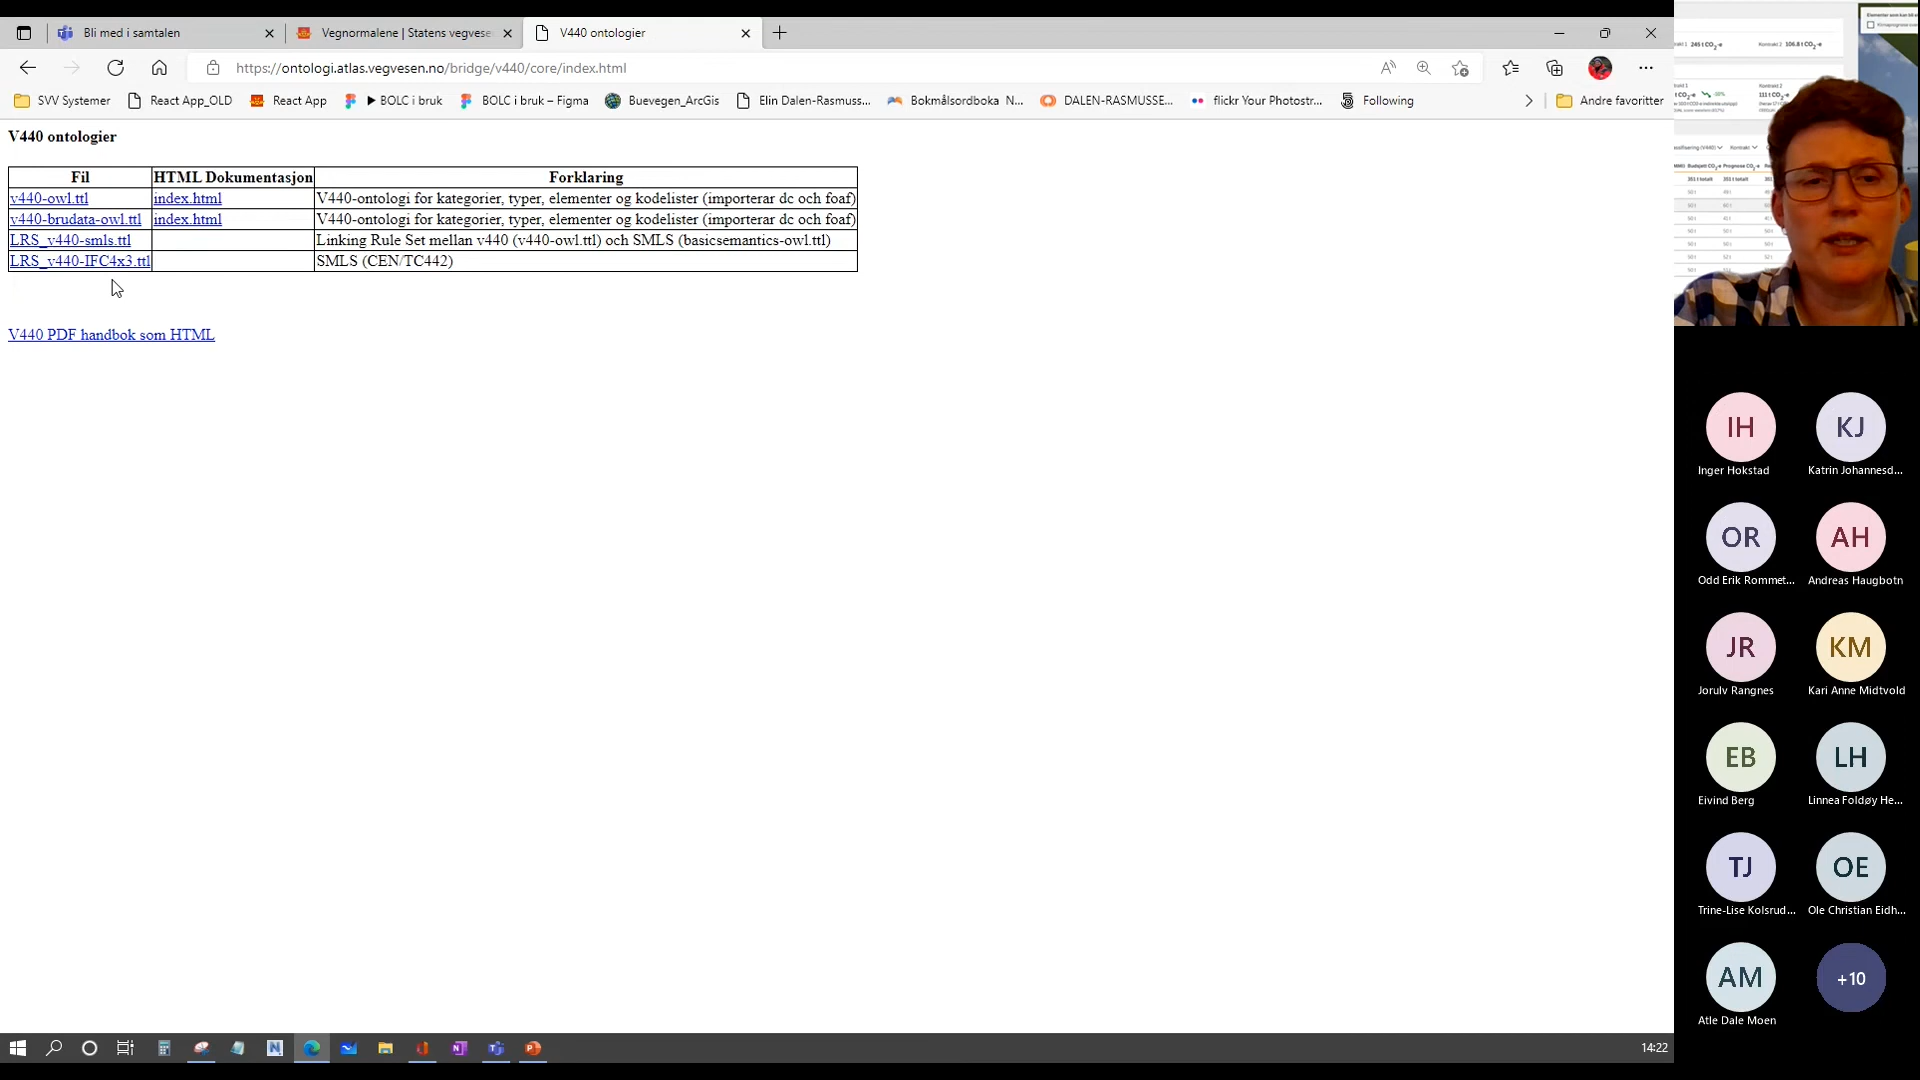 Bli med i samtalen
Vegnormalene | Statens vegvese
V440 ontologier
https://ontologi.atlas.vegvesen.no/bridge/v440/core/index.html
SVV Systemer
React App_OLD
React App
▶ BOLC i bruk
BOLC i bruk – Figma
Buevegen_ArcGis
Elin Dalen-Rasmuss...
Bokmålsordboka N...
DALEN-RASMUSSE...
flickr Your Photostr...
Following
Andre favoritter
V440 ontologier
Fil HTML Dokumentasjon Forklaring
v440-owl.ttl index.html V440-ontologi for kategorier, typer, elementer og kodelister (importerar dc och foaf)
v440-brudata-owl.ttl index.html V440-ontologi for kategorier, typer, elementer og kodelister (importerar dc och foaf)
LRS_v440-smls.ttl Linking Rule Set mellan v440 (v440-owl.ttl) och SMLS (basicsemantics-owl.ttl)
LRS_v440-IFC4x3.ttl SMLS (CEN/TC442)
V440 PDF handbok som HTML
245 t CO₂-e
Kontrakt 2 106.8 t CO₂-e
IH
Inger Hokstad
KJ
Katrin Johannesd...
OR
Odd Erik Rommet...
AH
Andreas Haugbotn
JR
Jorulv Rangnes
KM
Kari Anne Midtvold
EB
Eivind Berg
LH
Linnea Foldøy He...
TJ
Trine-Lise Kolsrud...
OE
Ole Christian Eidh...
AM
Atle Dale Moen
+10
14:22